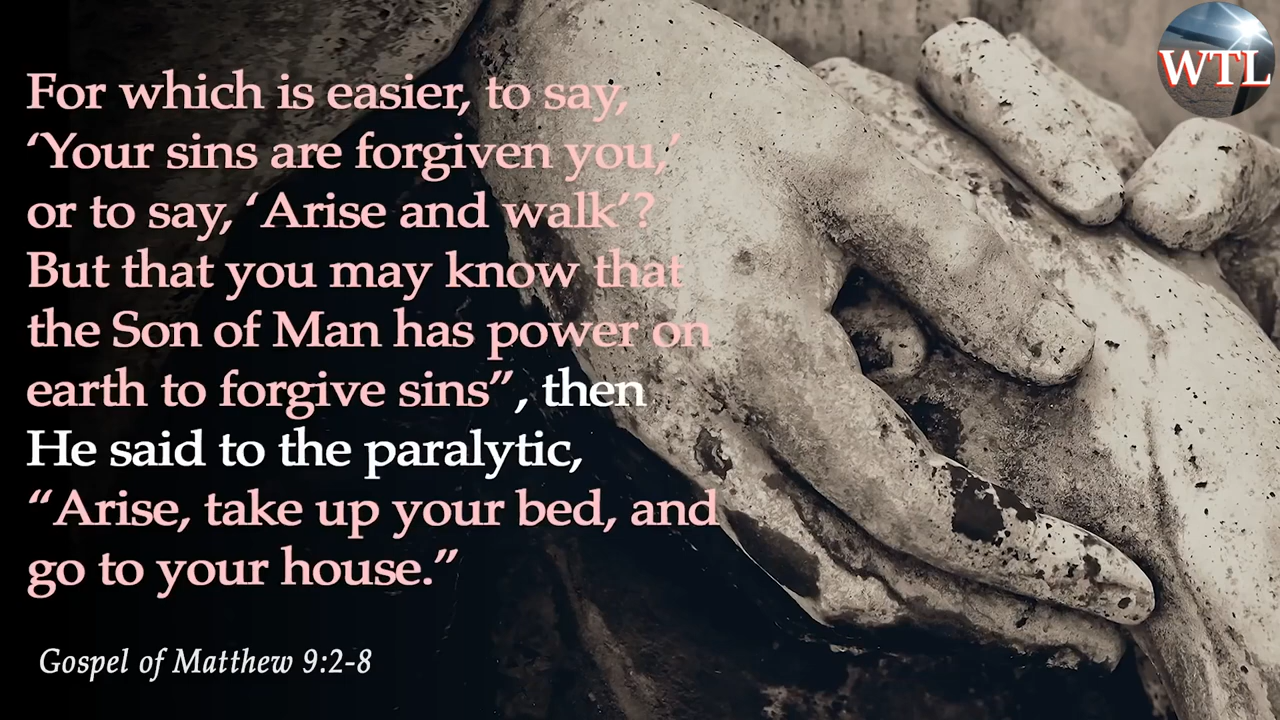 For which is easier, to say,
‘Your sins are forgiven you,’
or to say, ‘Arise and walk’?
But that you may know that
the Son of Man has power on
earth to forgive sins”, then
He said to the paralytic,
“Arise, take up your bed, and
go to your house.”
Gospel of Matthew 9:2-8
WTL